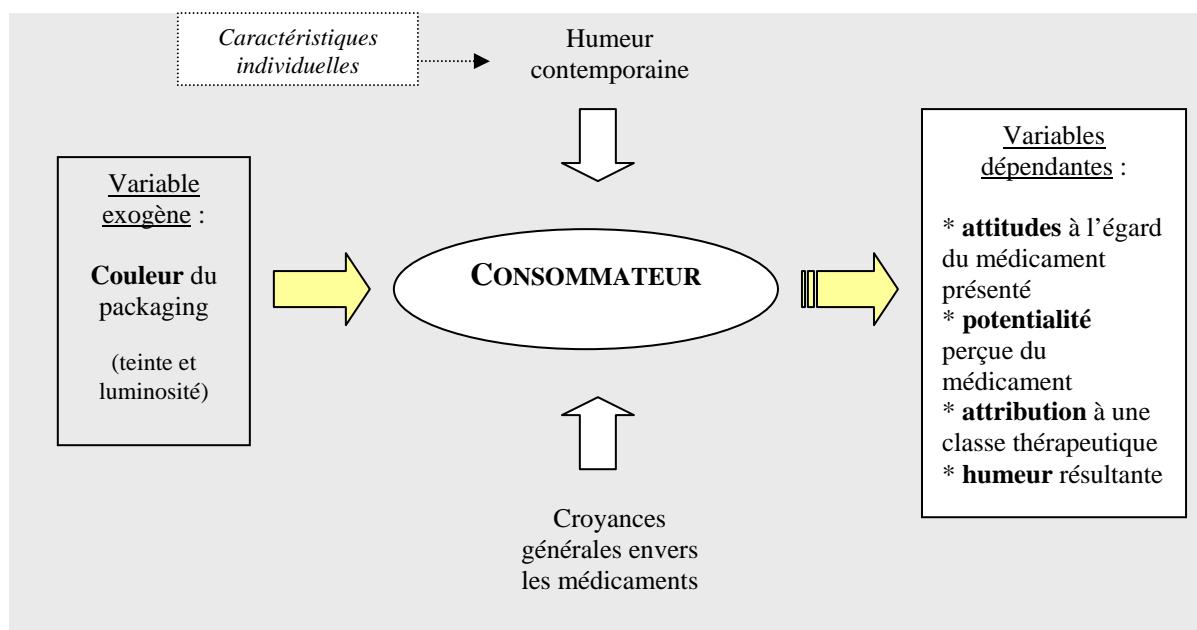 Caractéristiques
individuelles
Humeur
contemporaine
Variable
exogène :
Couleur du
packaging
(teinte et
luminosité)
CONSOMMATEUR
Croyances
générales envers
les médicaments
Variables
dépendantes :
* attitudes à l’égard
du médicament
présenté
* potentialité
perçue du
médicament
* attribution à une
classe thérapeutique
* humeur résultante